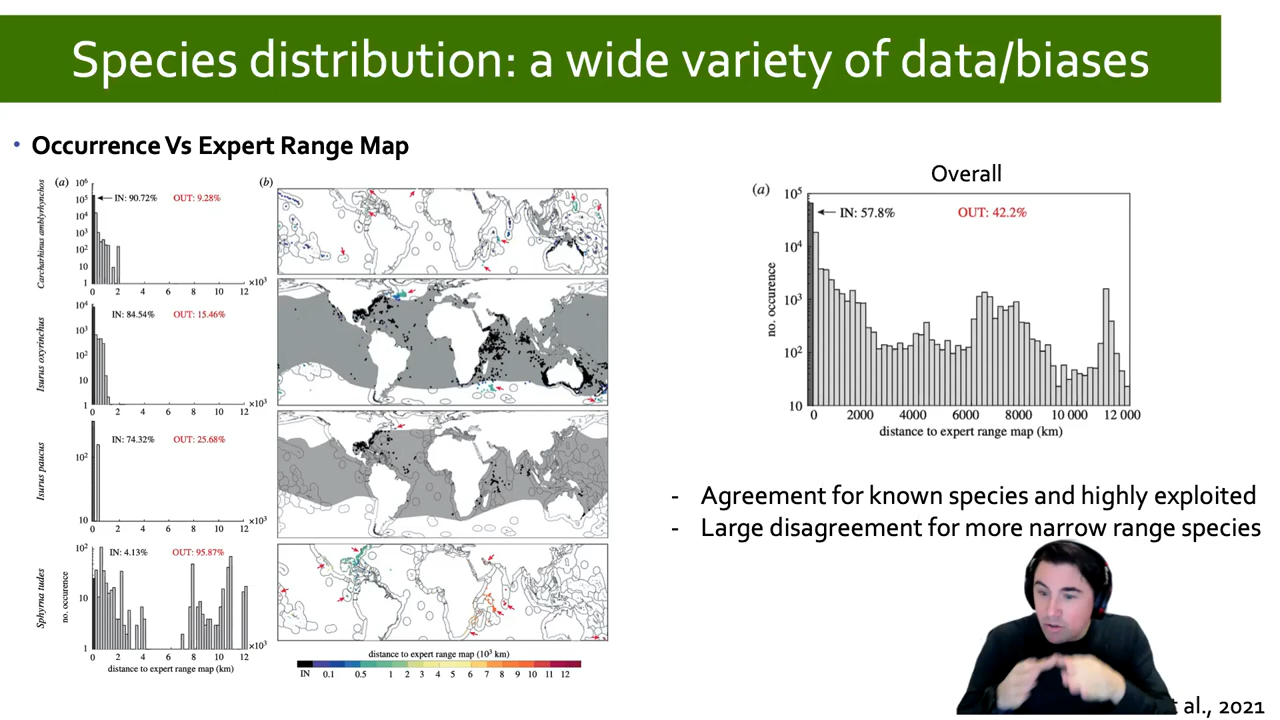 Species distribution: a wide variety of data/biases
• Occurrence Vs Expert Range Map
(a)
Carcharhinus amblyrhynchos
10⁶
10⁵
10⁴
10³
10²
10
1
IN: 90.72% OUT: 9.28%
0 2 4 6 8 10 12 ×10³
Isurus oxyrinchus
10⁴
10³
10²
10
1
IN: 84.54% OUT: 15.46%
0 2 4 6 8 10 12 ×10³
Isurus paucus
10²
10
IN: 74.32% OUT: 25.68%
0 2 4 6 8 10 12 ×10³
Sphyrna tudes
no. occurence
10²
10
1
IN: 4.13% OUT: 95.87%
0 2 4 6 8 10 12 ×10³
distance to expert range map (km)
(b)
distance to expert range map (10³ km)
IN 0.1 0.5 1 2 3 4 5 6 7 8 9 10 11 12
Overall
(a)
no. occurence
10⁵
10⁴
10³
10²
10
IN: 57.8% OUT: 42.2%
0 2000 4000 6000 8000 10 000 12 000
distance to expert range map (km)
- Agreement for known species and highly exploited
- Large disagreement for more narrow range species
al., 2021